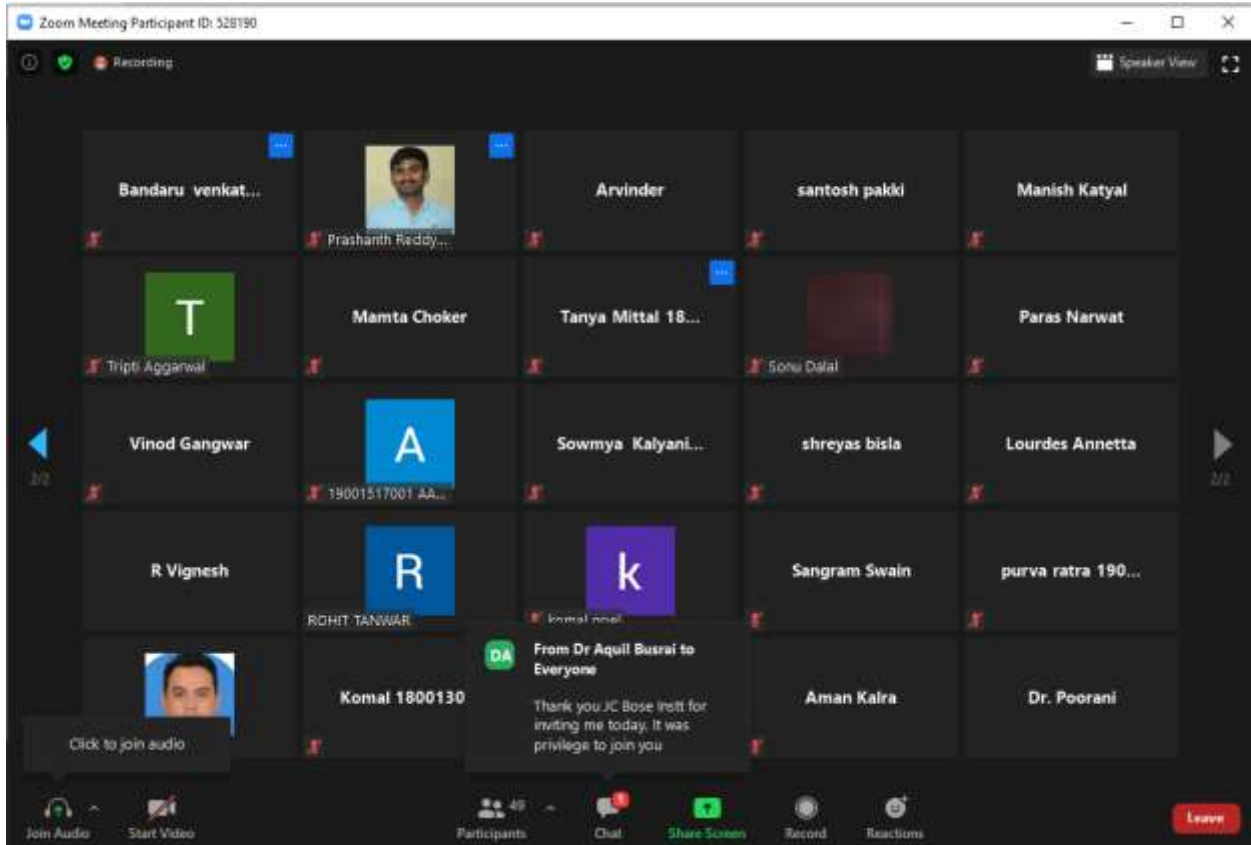 Zoom Meeting Participant ID: 528190
Recording
Speaker View
Bandaru venkat...
Prashanth Reddy...
Arvinder
santosh pakki
Manish Katyal
T
Tripti Aggarwal
Mamta Choker
Tanya Mittal 18...
Sonu Dalal
Paras Narwat
Vinod Gangwar
A
19001517001 AA...
Sowmya Kalyani...
shreyas bisla
Lourdes Annetta
2/2
2/2
R Vignesh
R
ROHIT TANWAR
k
komal goel
Sangram Swain
purva ratra 190...
Komal 1800130
DA
From Dr Aquil Busrai to
Everyone
Thank you JC Bose Instt for
inviting me today. It was
privilege to join you
Aman Kalra
Dr. Poorani
Click to join audio
Join Audio
Start Video
49
Participants
1
Chat
Share Screen
Record
Reactions
Leave